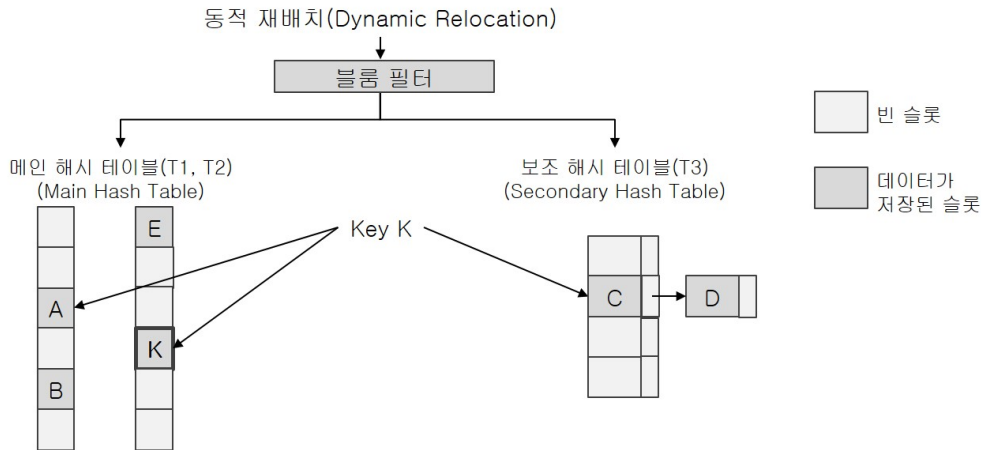 동적 재배치(Dynamic Relocation)
블룸 필터
메인 해시 테이블(T1, T2)
(Main Hash Table)
보조 해시 테이블(T3)
(Secondary Hash Table)
빈 슬롯
데이터가
저장된 슬롯
E
Key K
A
C
D
K
B